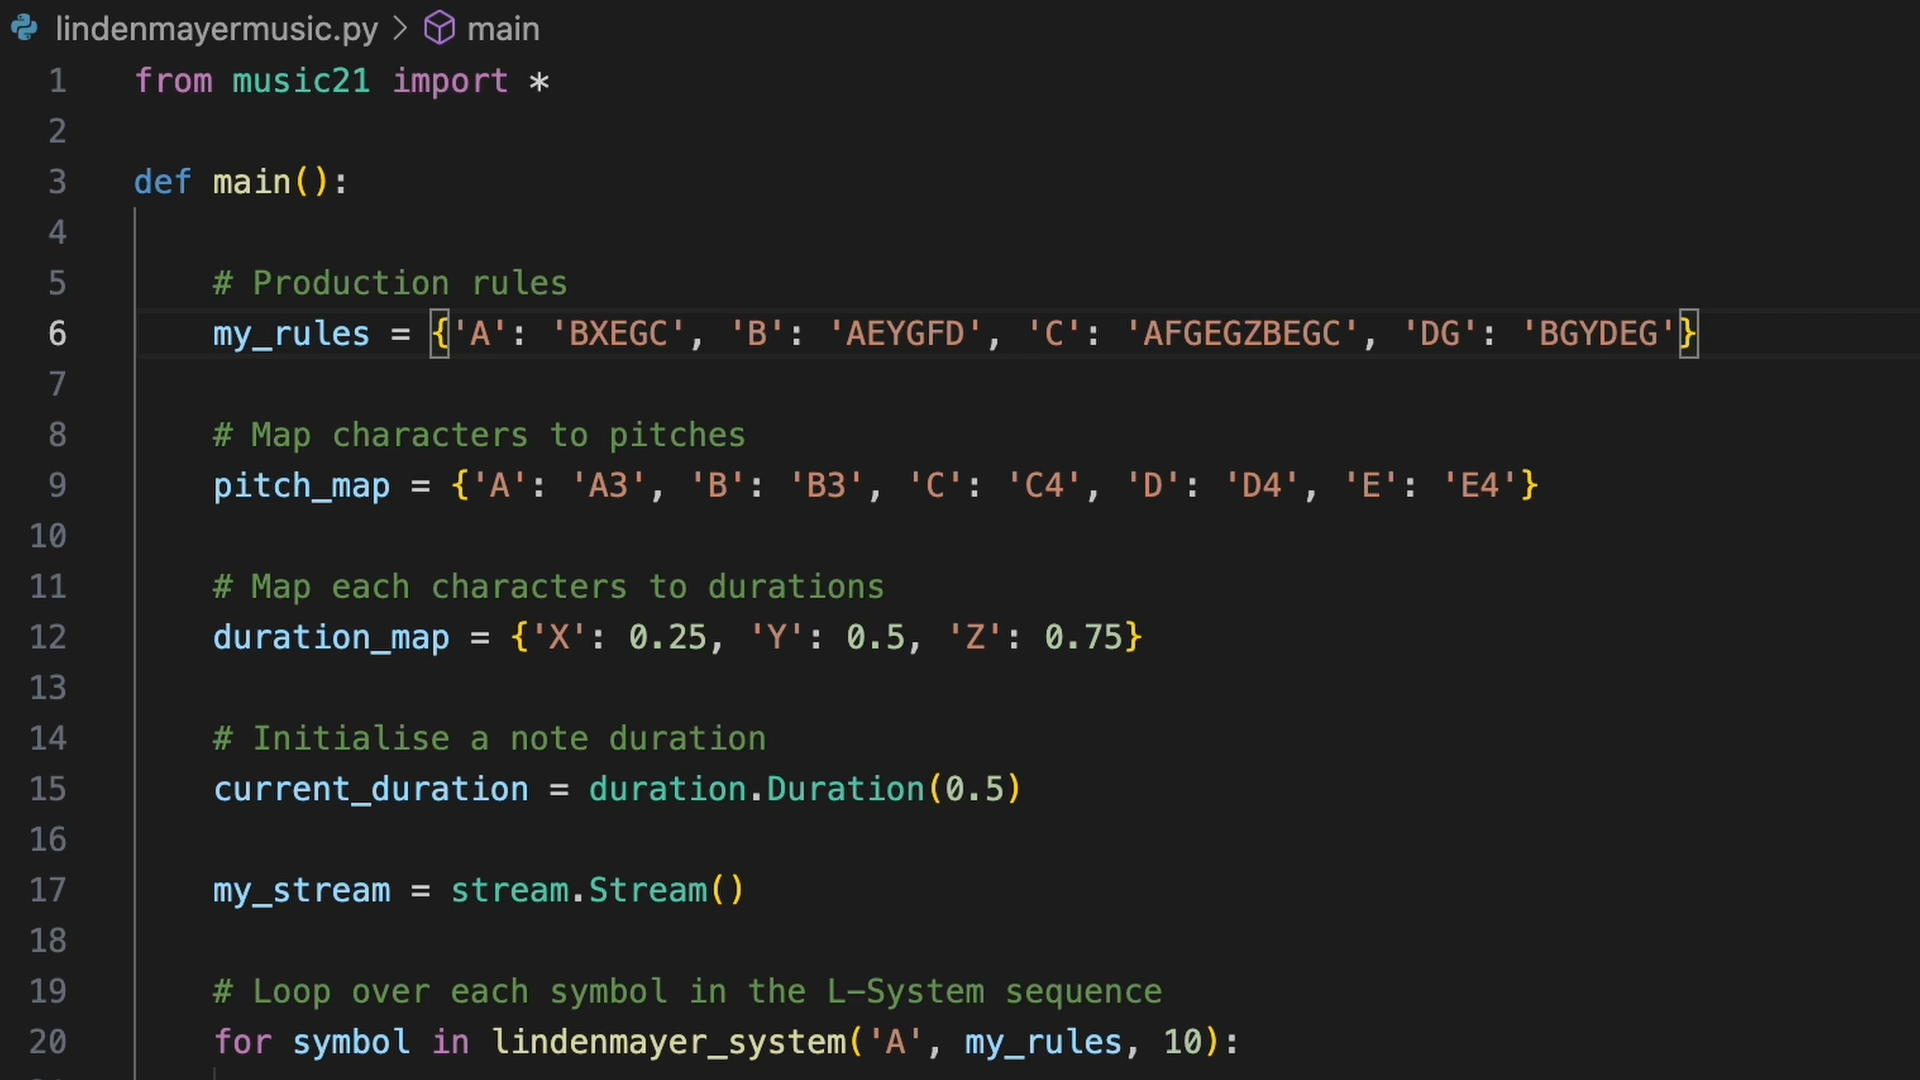 lindenmayermusic.py > main
1 from music21 import *
2
3 def main():
4
5 # Production rules
6 my_rules = {'A': 'BXEGC', 'B': 'AEYGFD', 'C': 'AFGEGZBEGC', 'DG': 'BGYDEG'}
7
8 # Map characters to pitches
9 pitch_map = {'A': 'A3', 'B': 'B3', 'C': 'C4', 'D': 'D4', 'E': 'E4'}
10
11 # Map each characters to durations
12 duration_map = {'X': 0.25, 'Y': 0.5, 'Z': 0.75}
13
14 # Initialise a note duration
15 current_duration = duration.Duration(0.5)
16
17 my_stream = stream.Stream()
18
19 # Loop over each symbol in the L-System sequence
20 for symbol in lindenmayer_system('A', my_rules, 10):